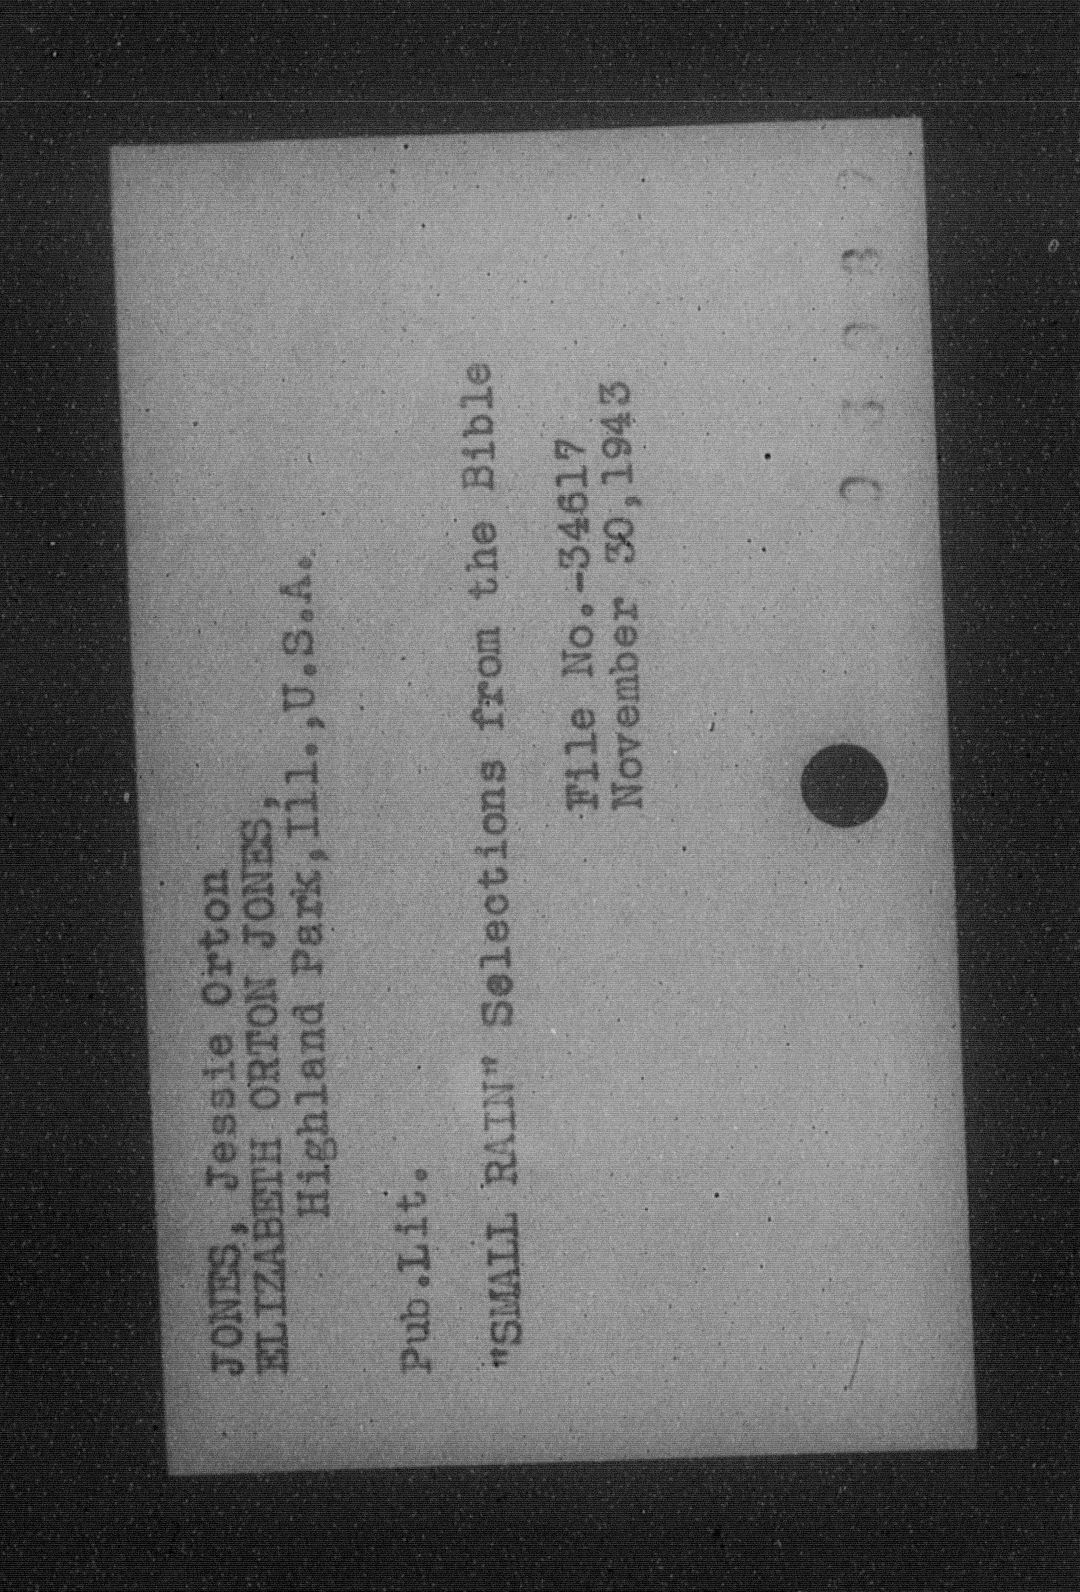 JONES, Jessie Orton
ELIZABETH ORTON JONES,
Highland Park,Ill.,U.S.A.
Pub.Lit.
"SMALL RAIN" Selections from the Bible
File No.-34617
November 30,1943